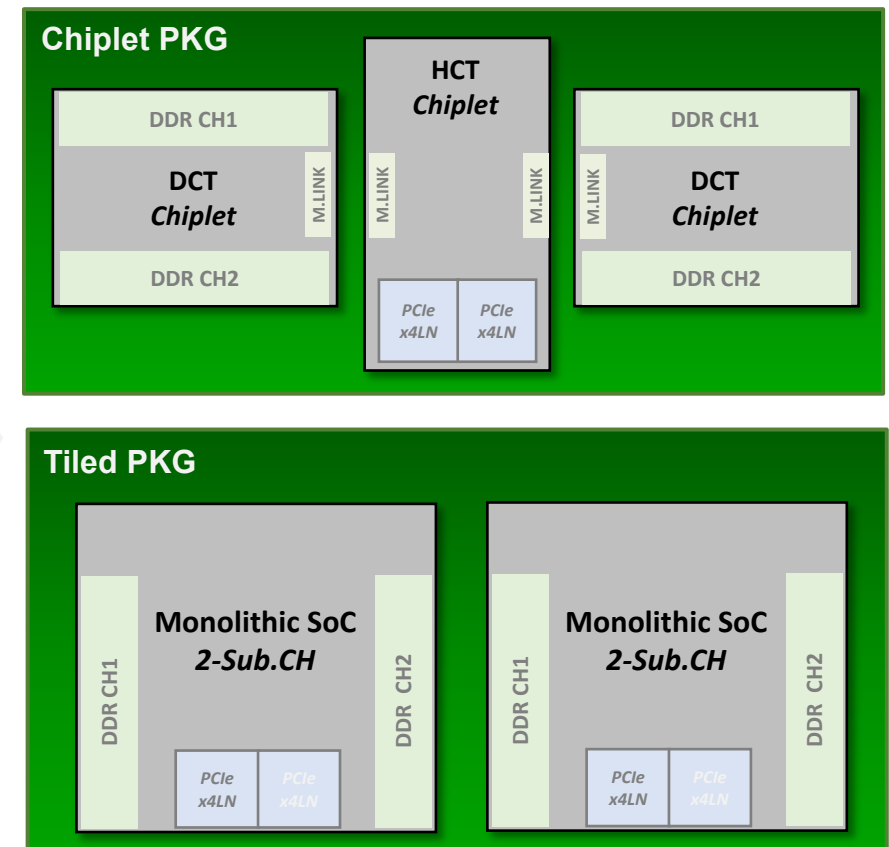 Chiplet PKG
DDR CH1
DCT
Chiplet
M.LINK
DDR CH2
HCT
Chiplet
M.LINK
M.LINK
PCIe
x4LN
PCIe
x4LN
DDR CH1
M.LINK
DCT
Chiplet
DDR CH2
Tiled PKG
DDR CH1
Monolithic SoC
2-Sub.CH
DDR CH2
PCIe
x4LN
PCIe
x4LN
DDR CH1
Monolithic SoC
2-Sub.CH
DDR CH2
PCIe
x4LN
PCIe
x4LN